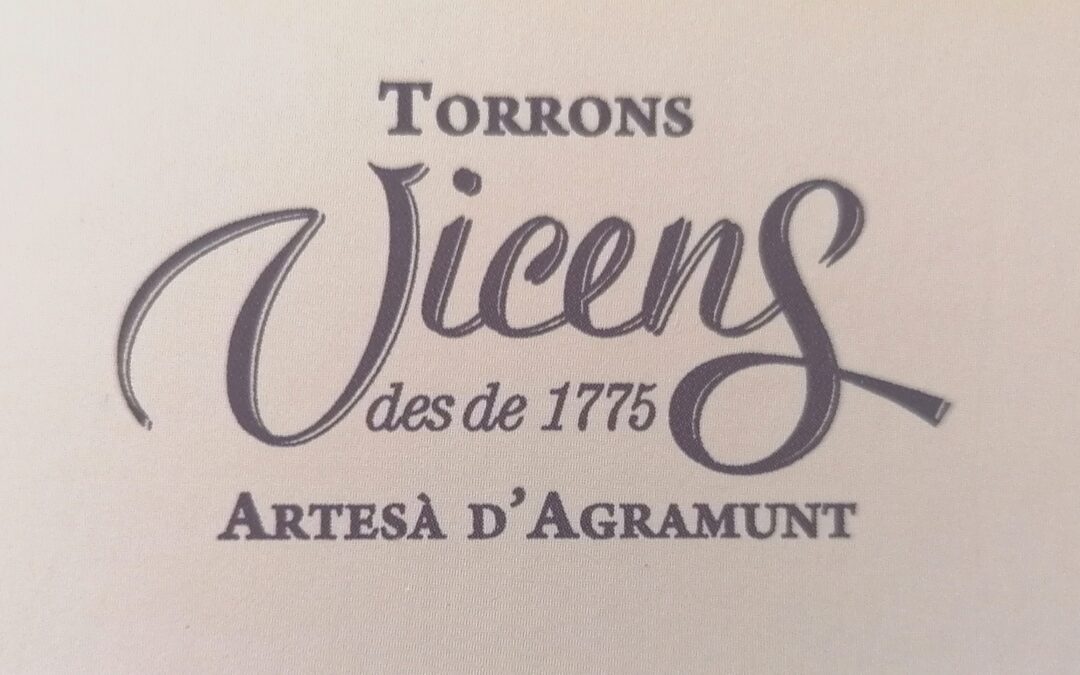 TORRONS
Vicens
des de 1775
ARTESÀ D'AGRAMUNT